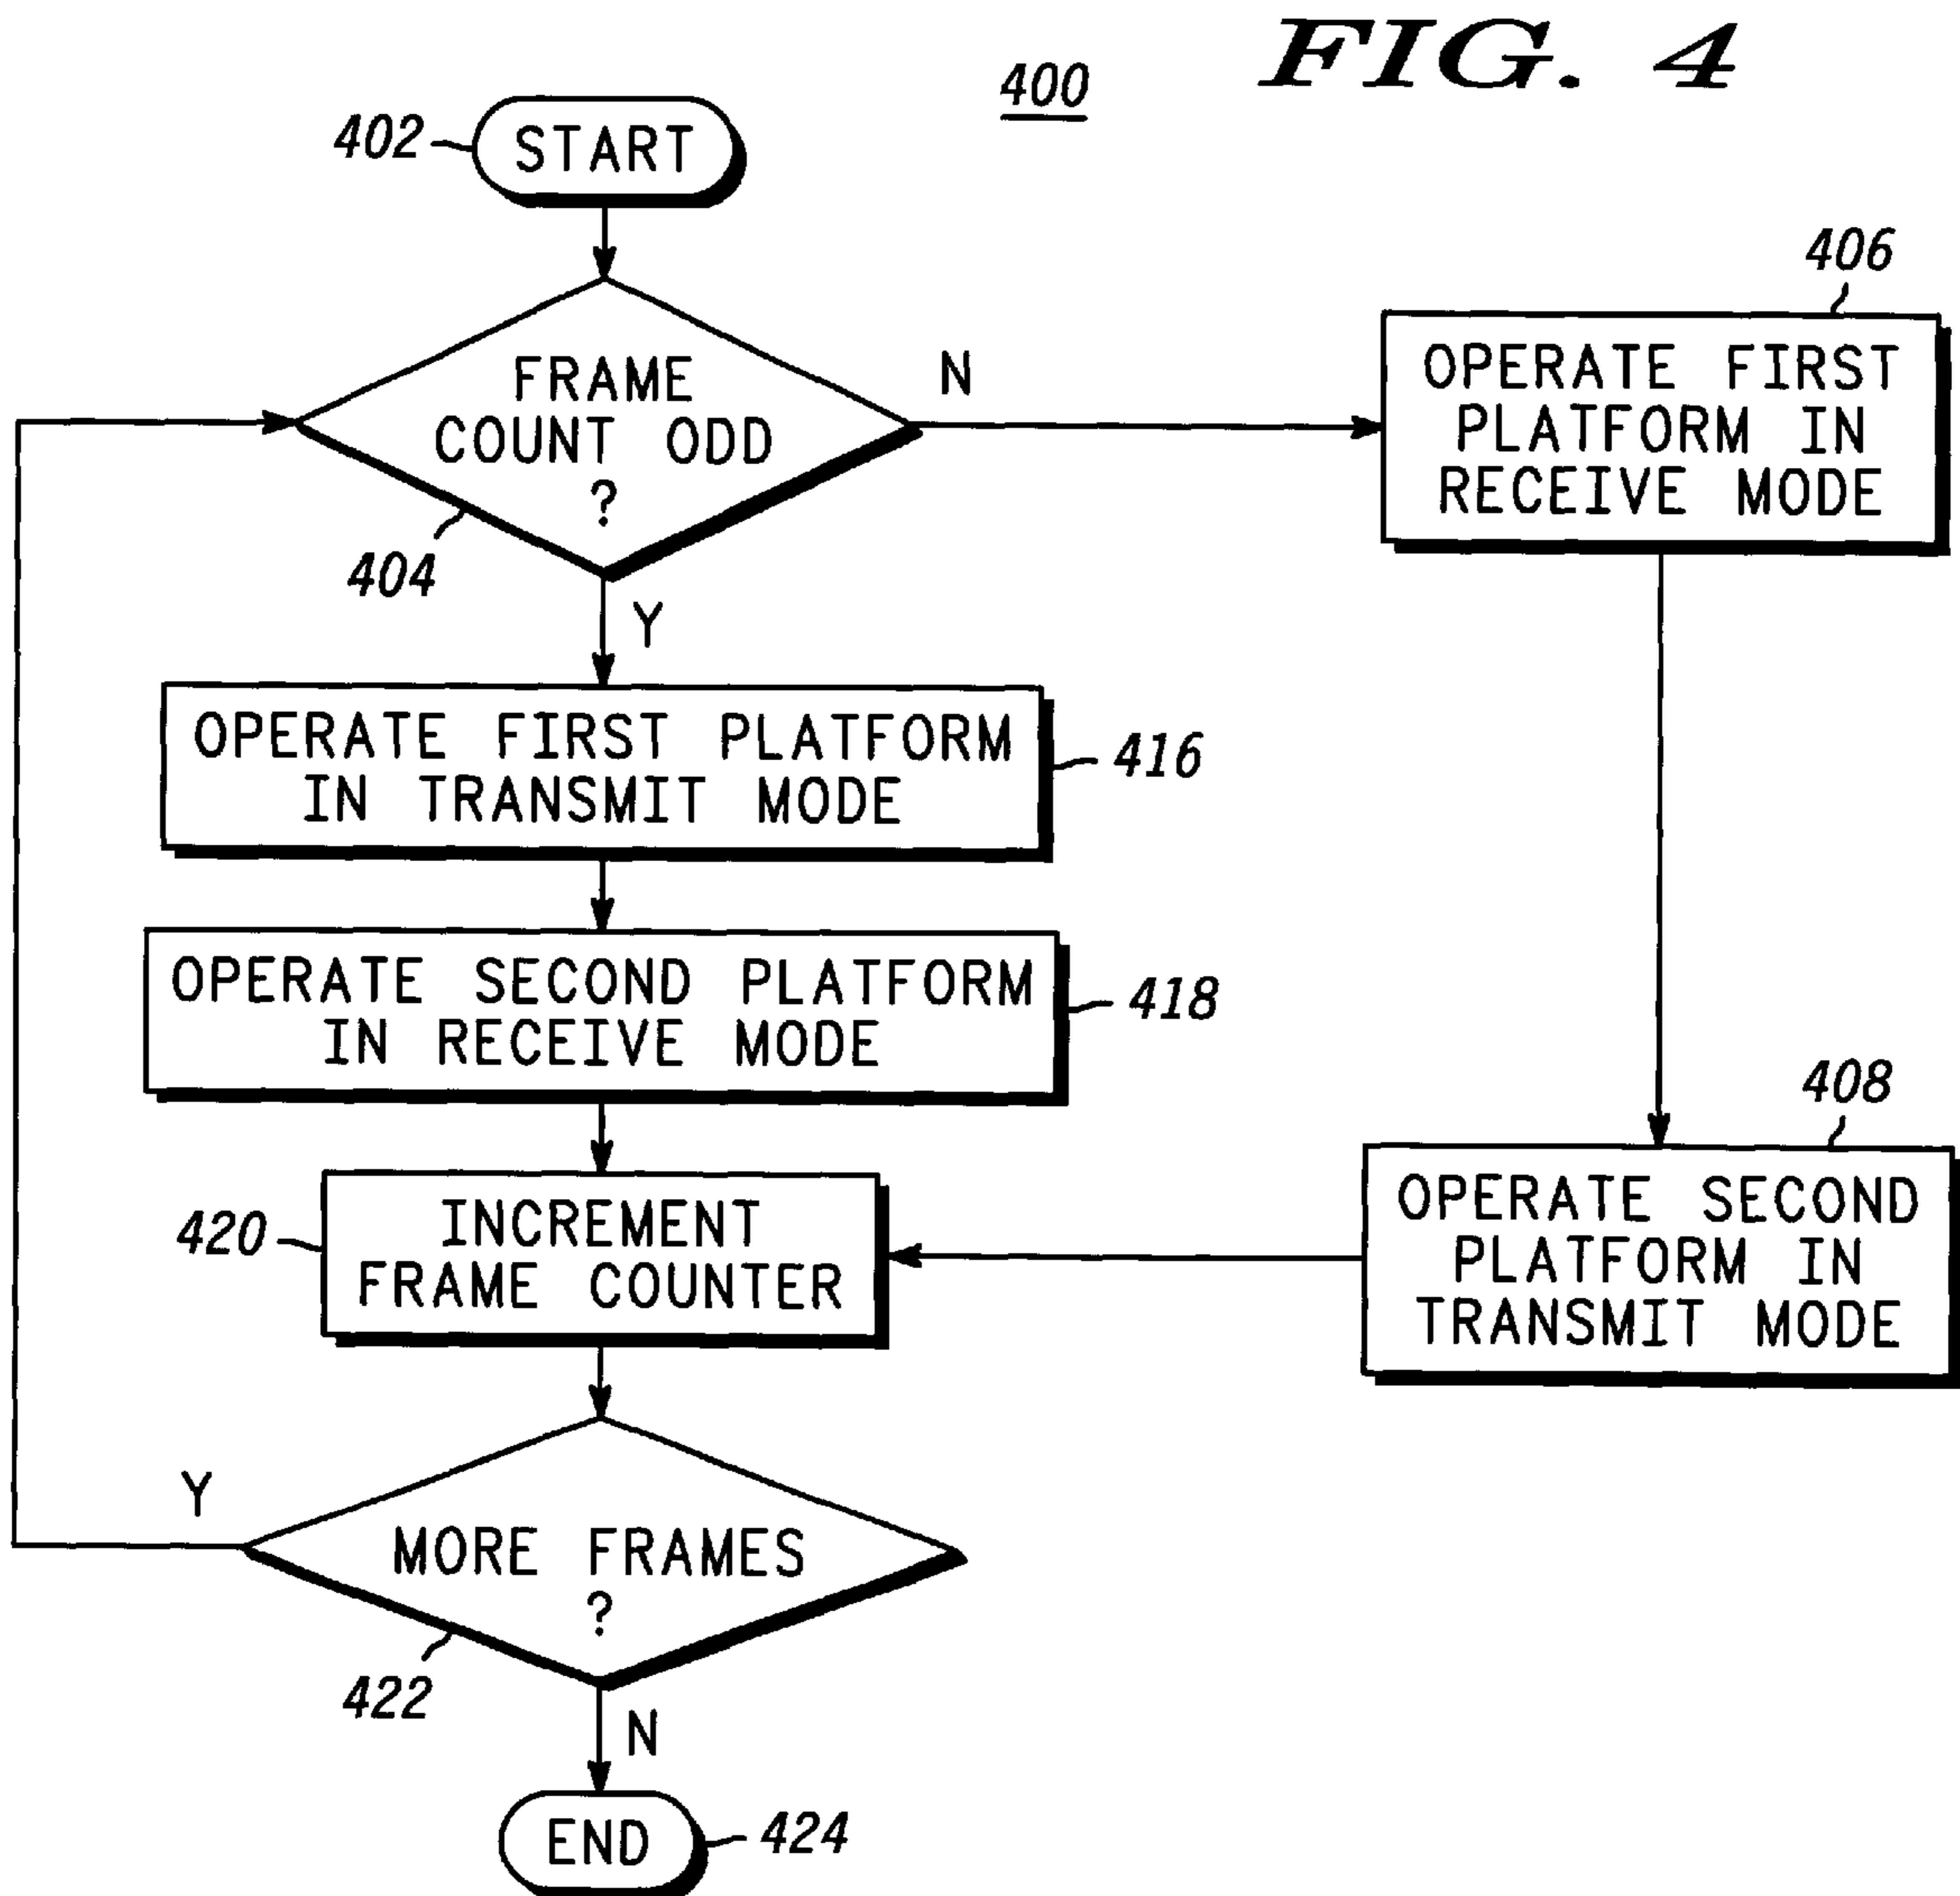 FIG. 4
400
402
START
FRAME
COUNT ODD
?
404
N
Y
406
OPERATE FIRST
PLATFORM IN
RECEIVE MODE
OPERATE FIRST PLATFORM
IN TRANSMIT MODE
416
OPERATE SECOND PLATFORM
IN RECEIVE MODE
418
408
OPERATE SECOND
PLATFORM IN
TRANSMIT MODE
420
INCREMENT
FRAME COUNTER
Y
MORE FRAMES
?
422
N
END
424